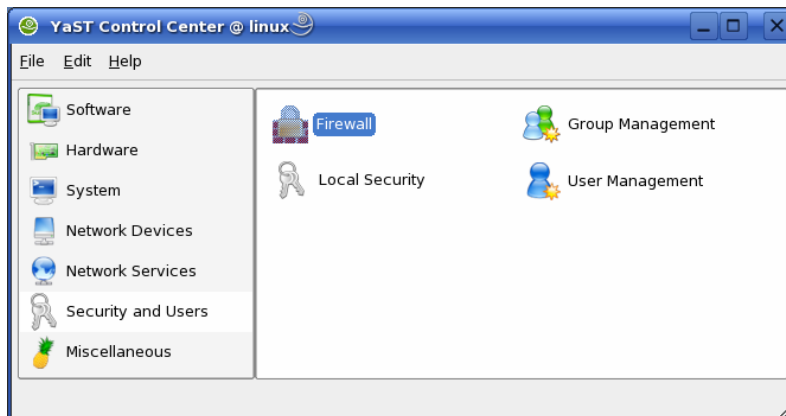 YaST Control Center @ linux
File Edit Help
Software
Hardware
System
Network Devices
Network Services
Security and Users
Miscellaneous
Firewall
Group Management
Local Security
User Management